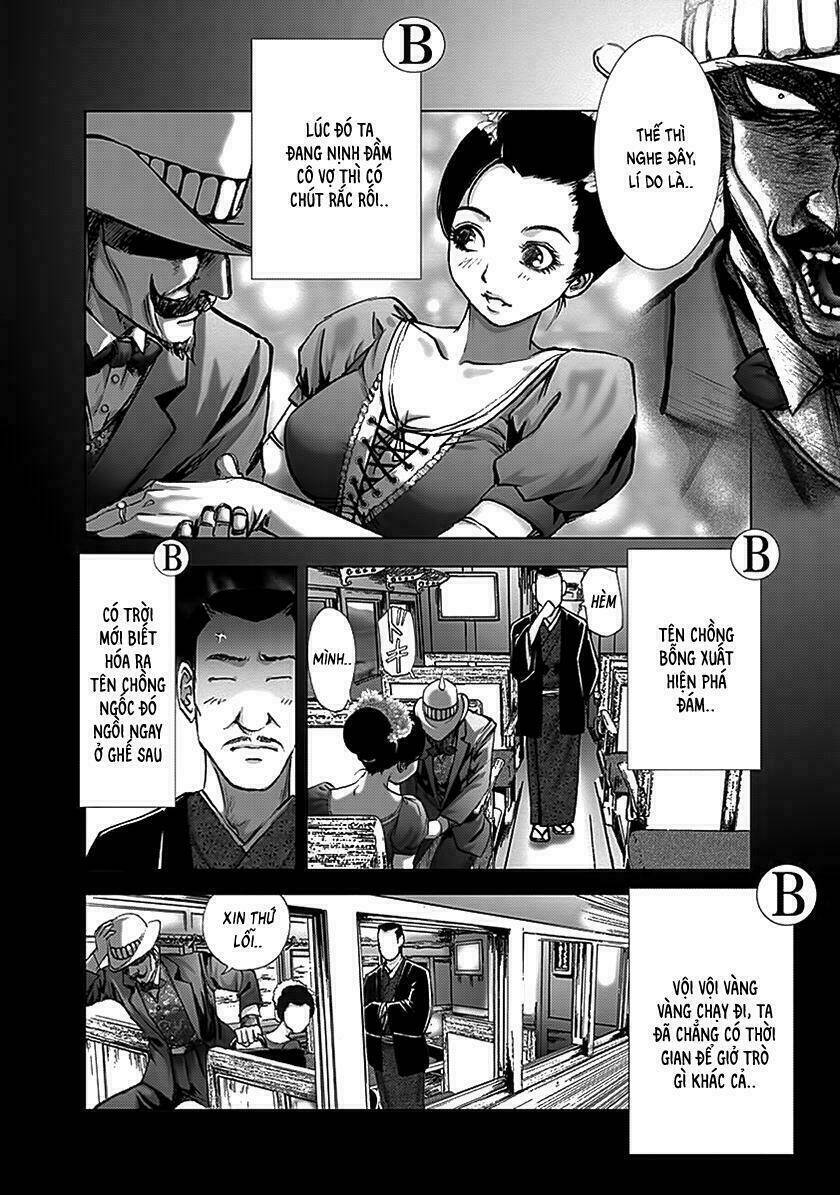 THẾ THÌ
NGHE ĐÂY,
LÍ DO LÀ..
B
LÚC ĐÓ TA
ĐANG NỊNH ĐẦM
CÔ VỢ THÌ CÓ
CHÚT RẮC RỐI..
B
TÊN CHỒNG
BỖNG XUẤT
HIỆN PHÁ
ĐÁM..
HÈM
ドキ
MÌNH..
B
CÓ TRỜI
MỚI BIẾT
HÓA RA
TÊN CHỒNG
NGỐC ĐÓ
NGỒI NGAY
Ở GHẾ SAU
B
VỘI VỘI VÀNG
VÀNG CHẠY ĐI, TA
ĐÃ CHẲNG CÓ THỜI
GIAN ĐỂ GIỞ TRÒ
GÌ KHÁC CẢ..
XIN THỨ
LỖI..